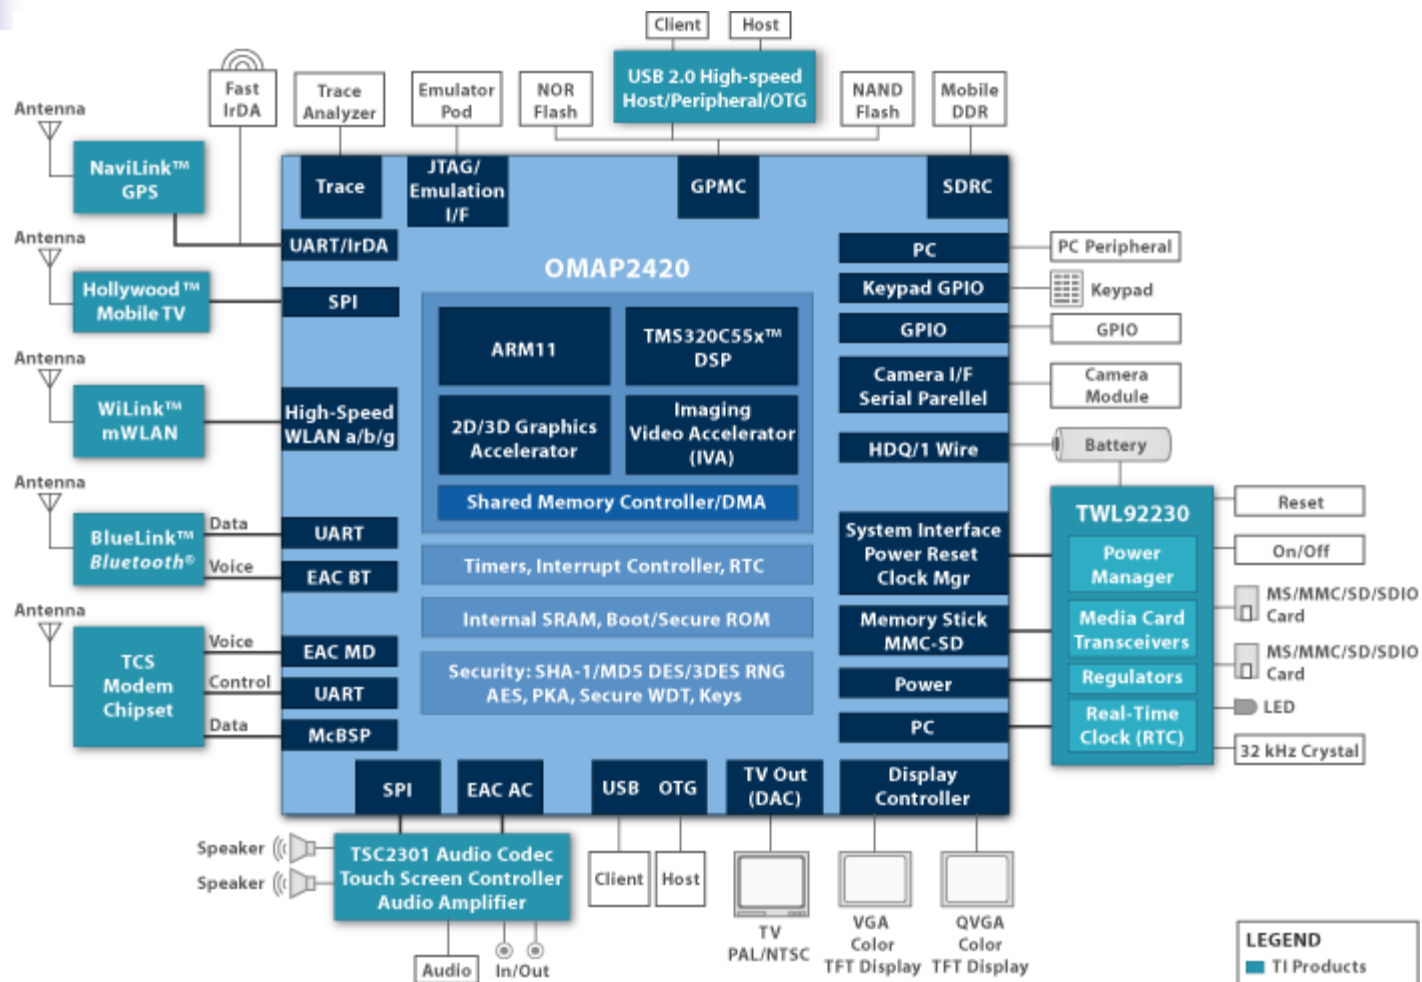 Client
Host
USB 2.0 High-speed
Host/Peripheral/OTG
Fast
IrDA
Trace
Analyzer
Emulator
Pod
NOR
Flash
NAND
Flash
Mobile
DDR
Antenna
NaviLink™
GPS
Trace
JTAG/
Emulation
I/F
GPMC
SDRC
Antenna
UART/IrDA
OMAP2420
PC
PC Peripheral
Hollywood™
Mobile TV
SPI
Keypad GPIO
Keypad
ARM11
TMS320C55x™
DSP
GPIO
GPIO
Antenna
Camera I/F
Serial Parellel
Camera
Module
WiLink™
mWLAN
High-Speed
WLAN a/b/g
2D/3D Graphics
Accelerator
Imaging
Video Accelerator
(IVA)
HDQ/1 Wire
Battery
Shared Memory Controller/DMA
Antenna
BlueLink™
Bluetooth®
Data
Voice
UART
EAC BT
Timers, Interrupt Controller, RTC
System Interface
Power Reset
Clock Mgr
TWL92230
Power
Manager
Media Card
Transceivers
Regulators
Real-Time
Clock (RTC)
Reset
On/Off
MS/MMC/SD/SDIO
Card
MS/MMC/SD/SDIO
Card
LED
32 kHz Crystal
Antenna
TCS
Modem
Chipset
Voice
Control
Data
EAC MD
UART
McBSP
Internal SRAM, Boot/Secure ROM
Security: SHA-1/MD5 DES/3DES RNG
AES, PKA, Secure WDT, Keys
Memory Stick
MMC-SD
Power
PC
SPI
EAC AC
USB OTG
TV Out
(DAC)
Display
Controller
Speaker
Speaker
TSC2301 Audio Codec
Touch Screen Controller
Audio Amplifier
Client
Host
Audio
In/Out
TV
PAL/NTSC
VGA
Color
TFT Display
QVGA
Color
TFT Display
LEGEND
TI Products